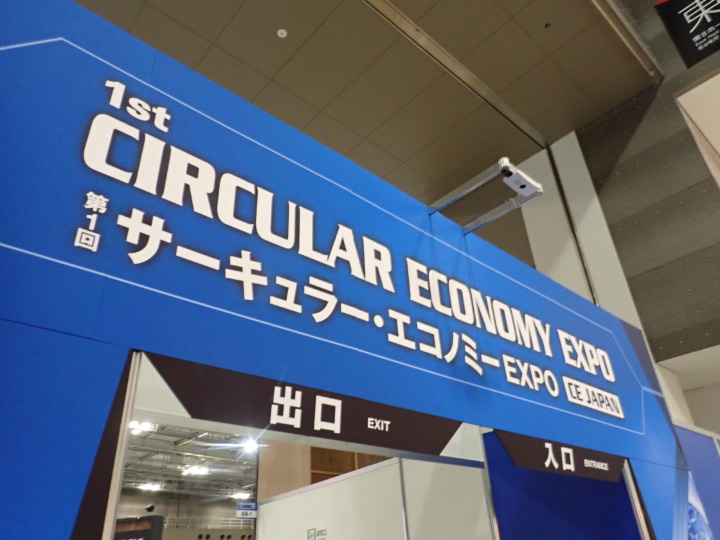 1st
CIRCULAR ECONOMY EXPO
第1回
サーキュラー・エコノミーEXPO
CE JAPAN
出口 EXIT
入口 ENTRANCE
東